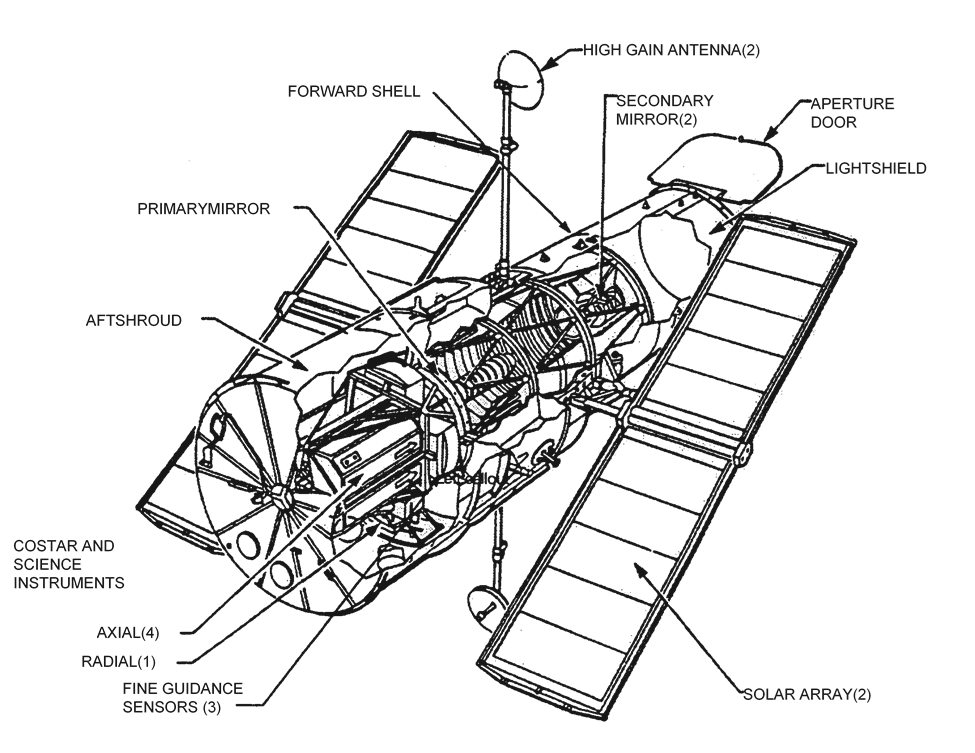 HIGH GAIN ANTENNA(2)
FORWARD SHELL
SECONDARY
MIRROR(2)
APERTURE
DOOR
LIGHTSHIELD
PRIMARYMIRROR
AFTSHROUD
COSTAR AND
SCIENCE
INSTRUMENTS
AXIAL(4)
RADIAL(1)
FINE GUIDANCE
SENSORS (3)
SOLAR ARRAY(2)